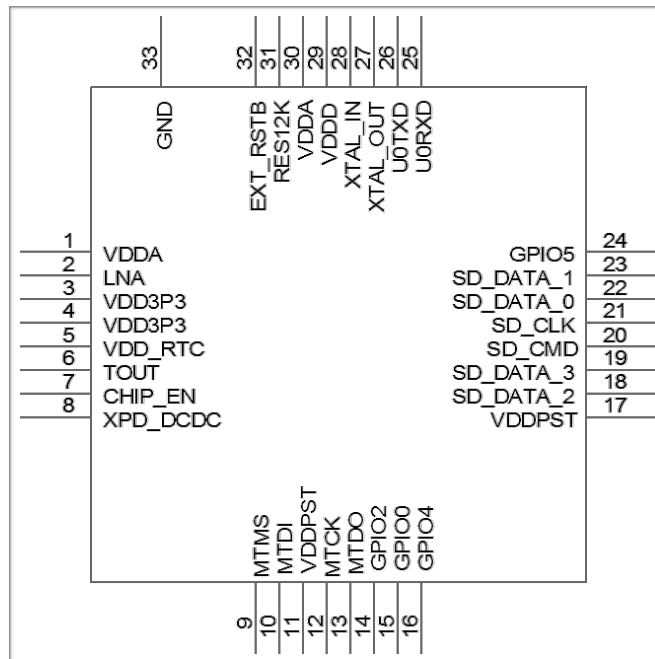 33
32
31
30
29
28
27
26
25
GND
EXT_RSTB
RES12K
VDDA
VDDD
XTAL_IN
XTAL_OUT
U0TXD
U0RXD
1 VDDA
2 LNA
3 VDD3P3
4 VDD3P3
5 VDD_RTC
6 TOUT
7 CHIP_EN
8 XPD_DCDC
GPIO5 24
SD_DATA_1 23
SD_DATA_0 22
SD_CLK 21
SD_CMD 20
SD_DATA_3 19
SD_DATA_2 18
VDDPST 17
MTMS
MTDI
VDDPST
MTCK
MTDO
GPIO2
GPIO0
GPIO4
9
10
11
12
13
14
15
16